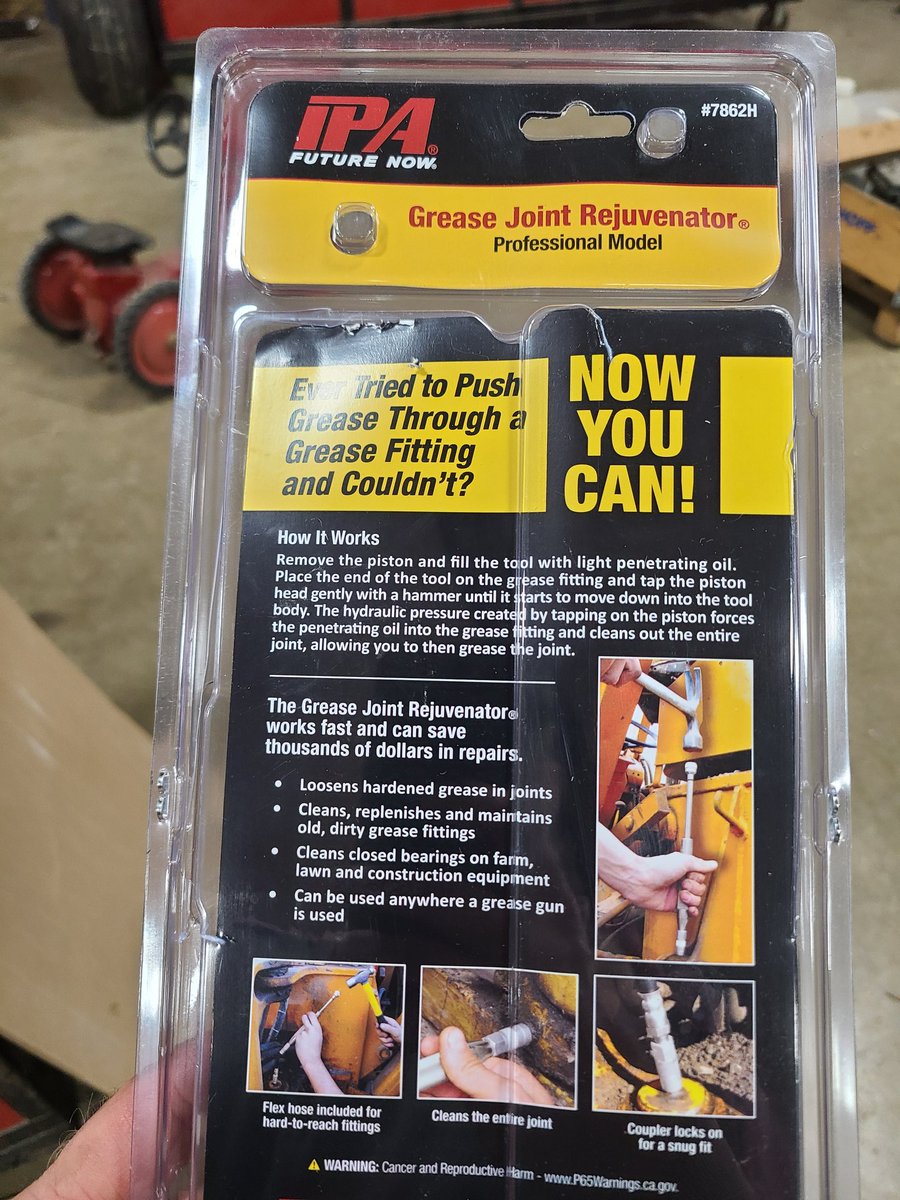 IPA®
FUTURE NOW®
#7862H
Grease Joint Rejuvenator®
Professional Model
Ever Tried to Push
Grease Through a
Grease Fitting
and Couldn't?
NOW
YOU
CAN!
How It Works
Remove the piston and fill the tool with light penetrating oil.
Place the end of the tool on the grease fitting and tap the piston
head gently with a hammer until it starts to move down into the tool
body. The hydraulic pressure created by tapping on the piston forces
the penetrating oil into the grease fitting and cleans out the entire
joint, allowing you to then grease the joint.
The Grease Joint Rejuvenator®
works fast and can save
thousands of dollars in repairs.
• Loosens hardened grease in joints
• Cleans, replenishes and maintains
old, dirty grease fittings
• Cleans closed bearings on farm,
lawn and construction equipment
• Can be used anywhere a grease gun
is used
Flex hose included for
hard-to-reach fittings
Cleans the entire joint
Coupler locks on
for a snug fit
⚠ WARNING: Cancer and Reproductive Harm - www.P65Warnings.ca.gov.